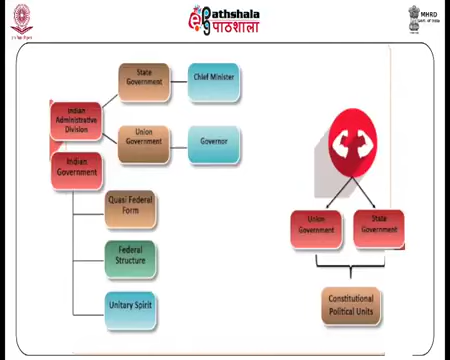 Pathshala
पाठशाला
MHRD
State
Government
Chief Minister
Indian
Administrative
Division
Union
Government
Governor
Indian
Government
Quaxi Federal
Form
Federal
Structure
Unitary Spirit
Union
Government
State
Government
Constitutional
Political Units